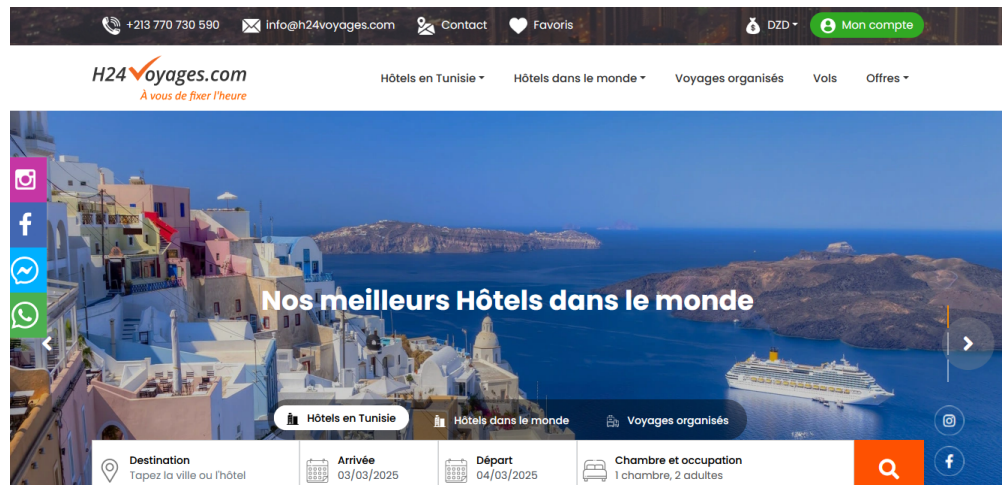 +213 770 730 590 info@h24voyages.com Contact Favoris DZD Mon compte
H24 Voyages.com
À vous de fixer l'heure
Hôtels en Tunisie Hôtels dans le monde Voyages organisés Vols Offres
Nos meilleurs Hôtels dans le monde
Hôtels en Tunisie Hôtels dans le monde Voyages organisés
Destination Arrivée Départ Chambre et occupation
Tapez la ville ou l'hôtel 03/03/2025 04/03/2025 1 chambre, 2 adultes